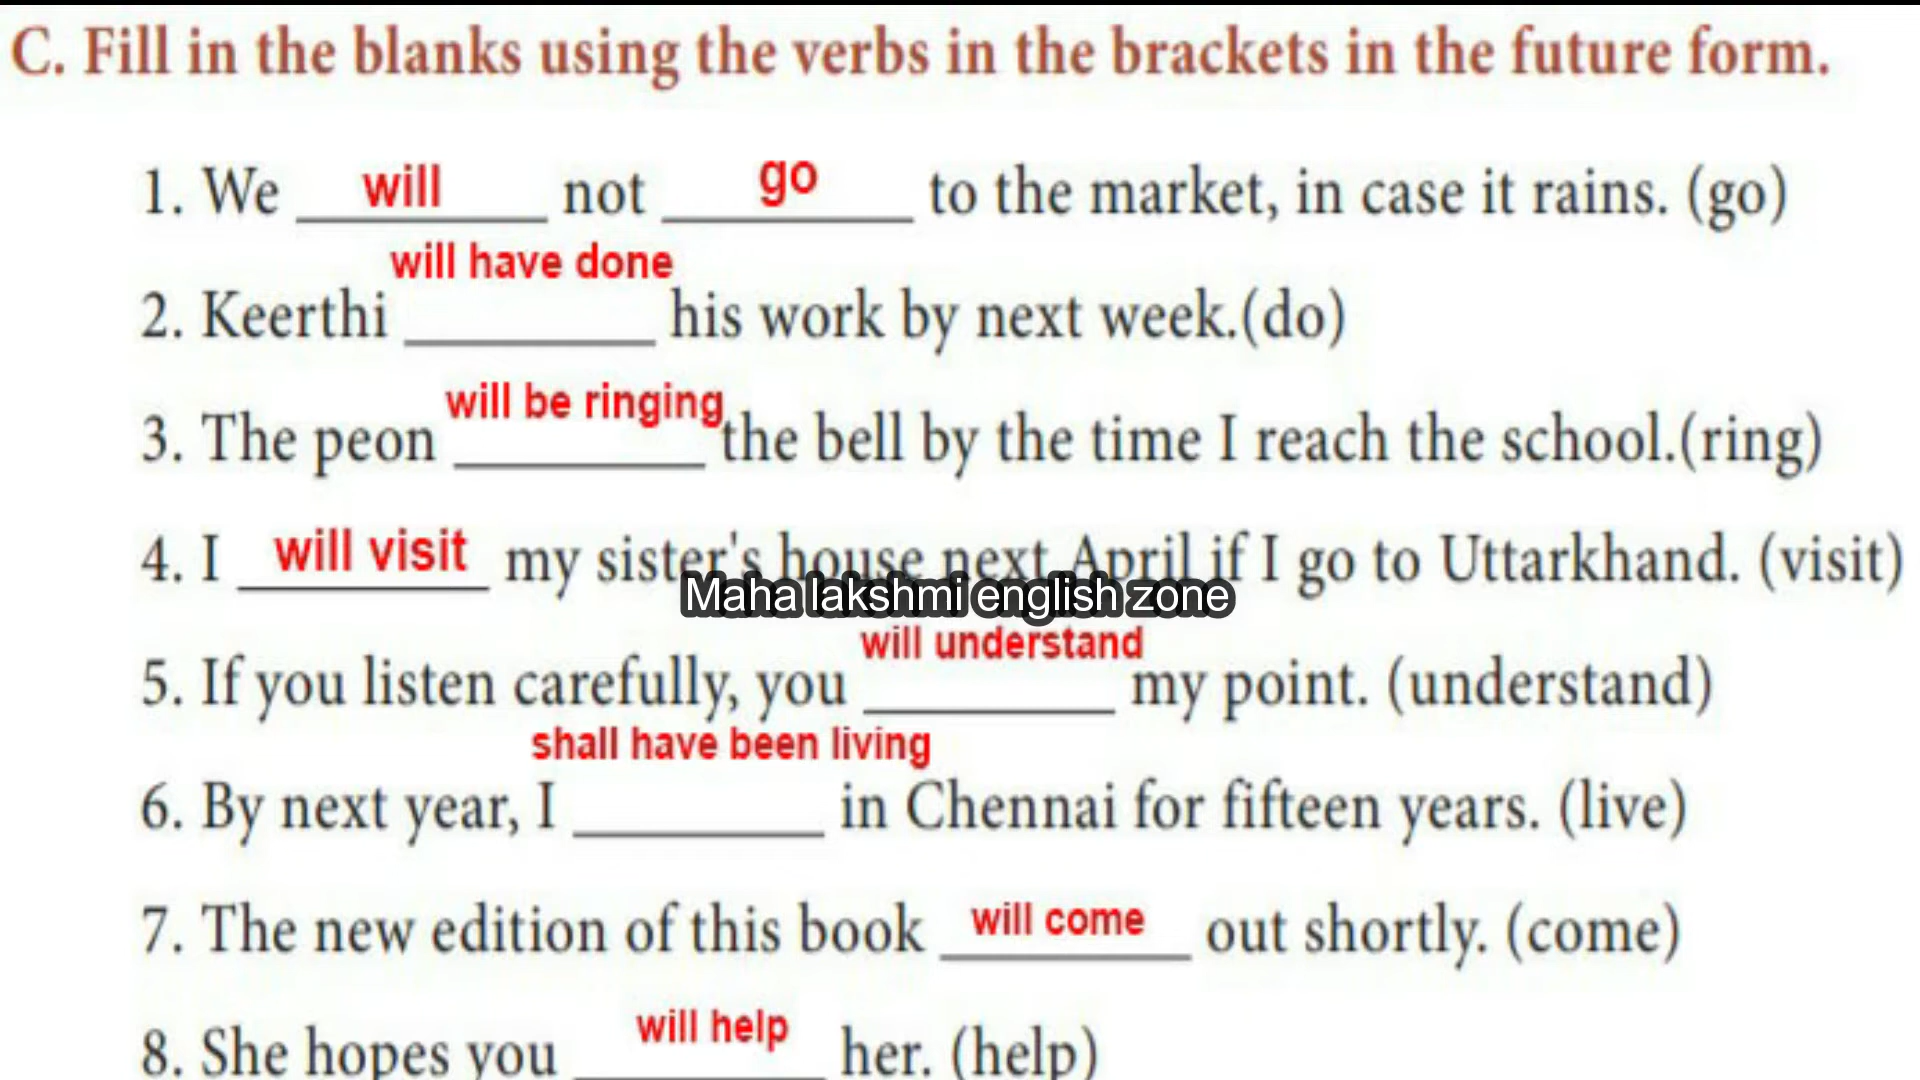 C. Fill in the blanks using the verbs in the brackets in the future form.
1. We will not go to the market, in case it rains. (go)
will have done
2. Keerthi __________ his work by next week.(do)
will be ringing
3. The peon __________ the bell by the time I reach the school.(ring)
4. I will visit my sister's house next April if I go to Uttarkhand. (visit)
Maha lakshmi english zone
will understand
5. If you listen carefully, you __________ my point. (understand)
shall have been living
6. By next year, I __________ in Chennai for fifteen years. (live)
7. The new edition of this book will come out shortly. (come)
will help
8. She hopes you __________ her. (help)